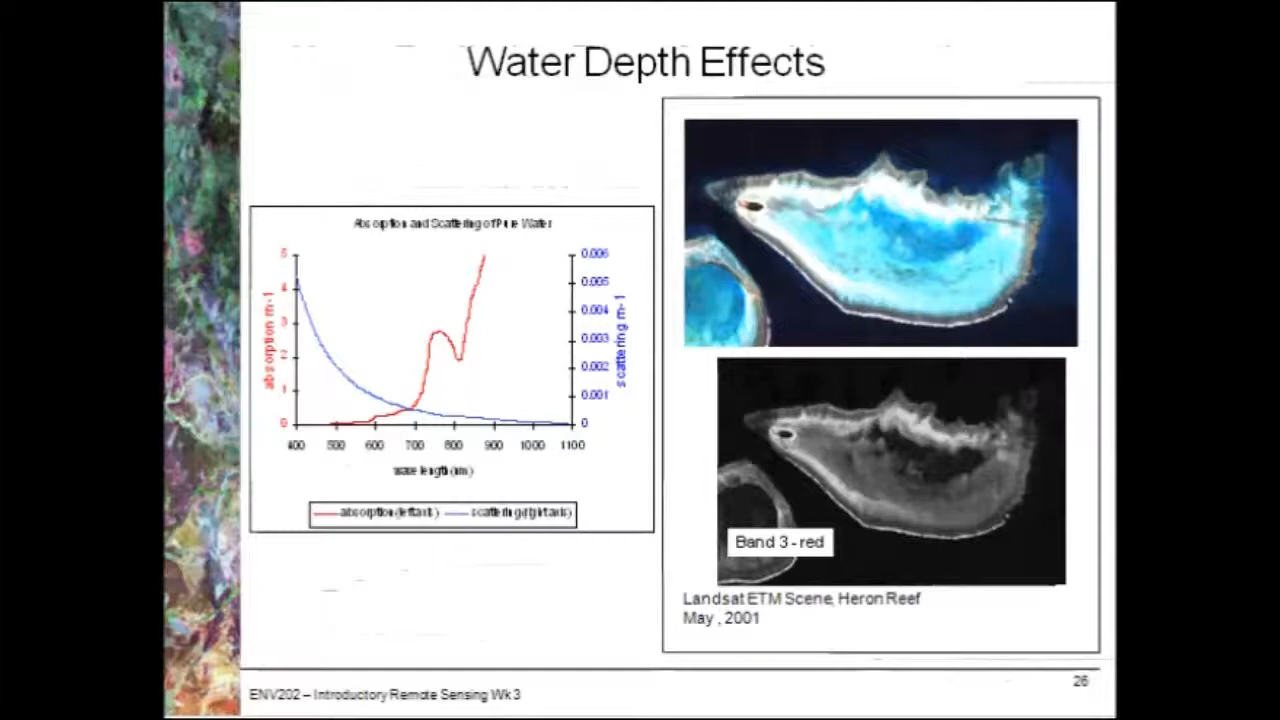 Water Depth Effects
Absorption and Scattering of Pure Water
5
4
3
2
1
0
absorption m-1
0.006
0.005
0.004
0.003
0.002
0.001
0
scattering m-1
400 500 600 700 800 900 1000 1100
wavelength (nm)
absorption (left axis) scattering (right axis)
Band 3 - red
Landsat ETM Scene, Heron Reef
May , 2001
26
ENV202 – Introductory Remote Sensing Wk 3